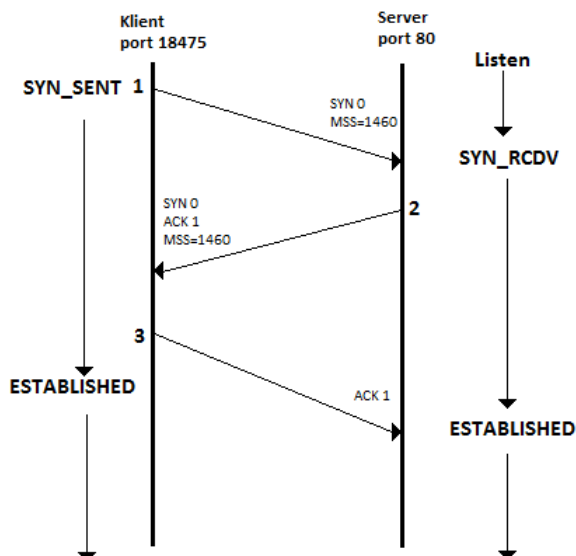 Klient
port 18475
Server
port 80
Listen
SYN_SENT
1
SYN 0
MSS=1460
SYN_RCDV
SYN 0
ACK 1
MSS=1460
2
3
ESTABLISHED
ACK 1
ESTABLISHED